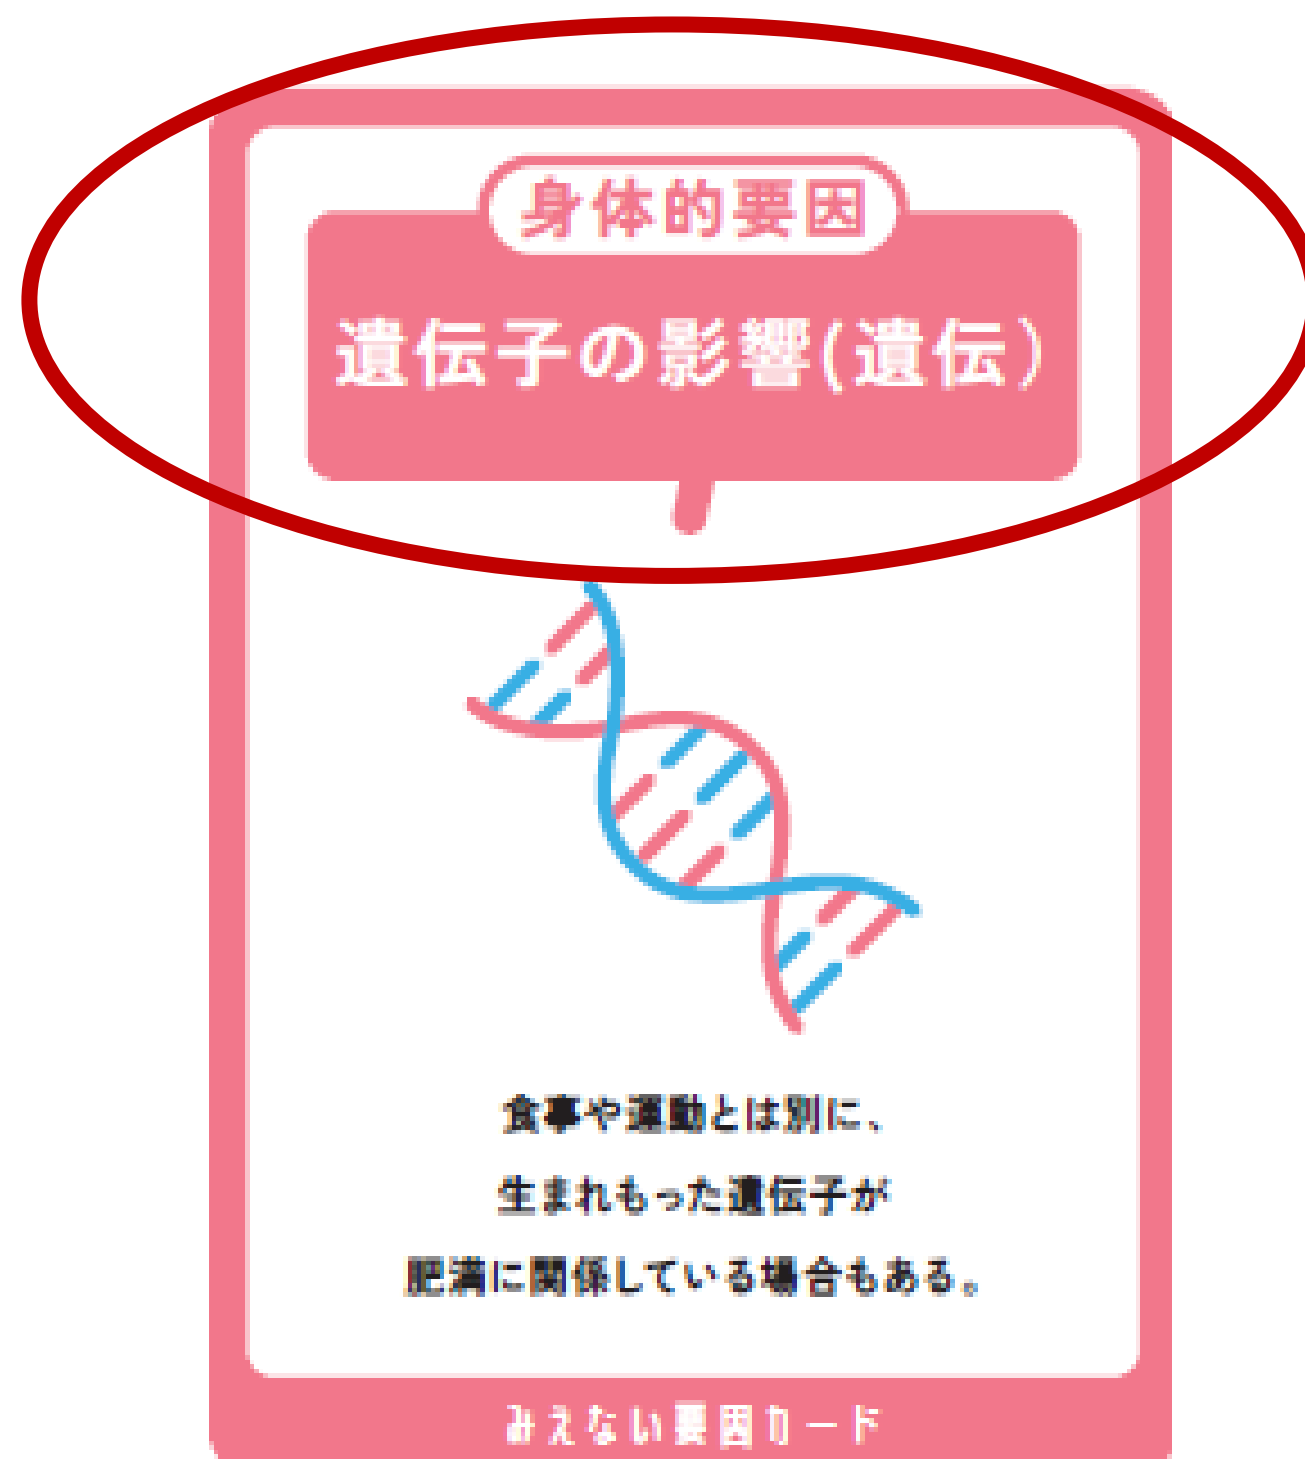 身体的要因
遺伝子の影響(遺伝)
食事や運動とは別に、
生まれもった遺伝子が
肥満に関係している場合もある。
みえない要因カード